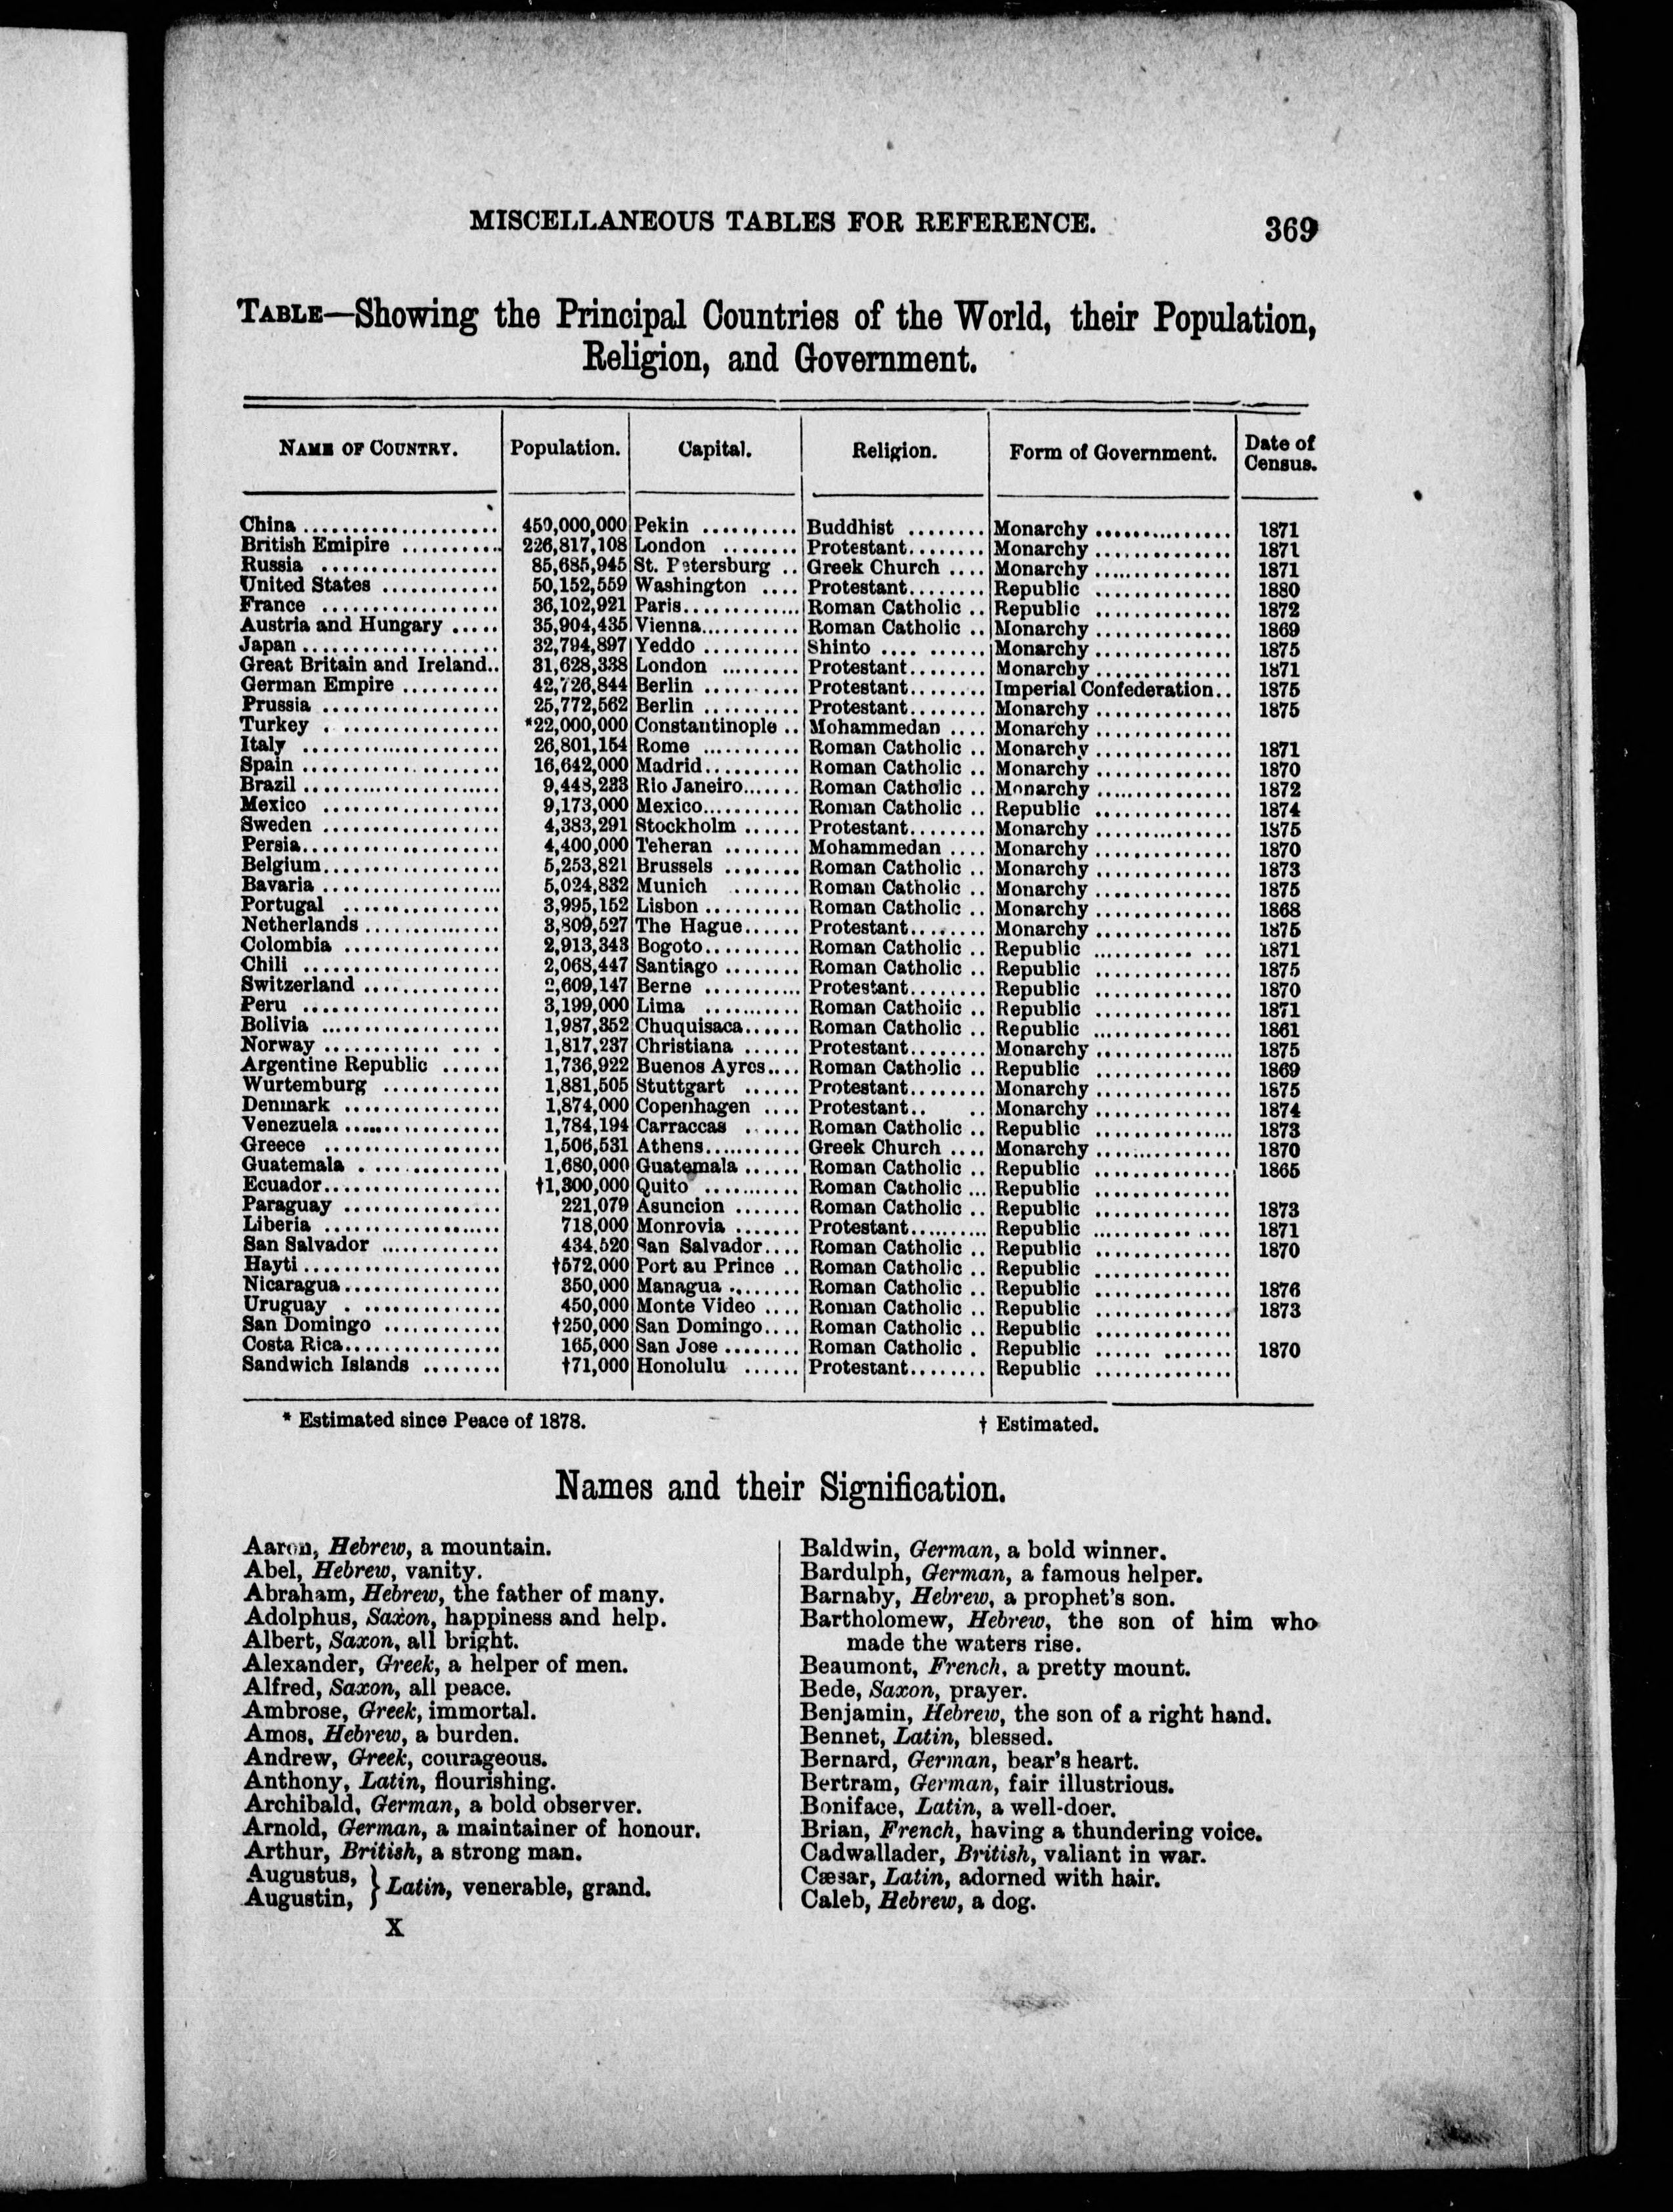 MISCELLANEOUS TABLES FOR REFERENCE. 369
TABLE—Showing the Principal Countries of the World, their Population,
Religion, and Government.
NAME OF COUNTRY. Population. Capital. Religion. Form of Government. Date of Census.
China .................... 450,000,000 Pekin .......... Buddhist ........ Monarchy .............. 1871
British Emipire .......... 226,817,108 London ........ Protestant........ Monarchy .............. 1871
Russia .................. 85,685,945 St. Petersburg .. Greek Church .... Monarchy .............. 1871
United States ............ 50,152,559 Washington .... Protestant........ Republic .............. 1880
France .................. 36,102,921 Paris............. Roman Catholic .. Republic .............. 1872
Austria and Hungary ..... 35,904,435 Vienna........... Roman Catholic .. Monarchy .............. 1869
Japan .................... 32,794,897 Yeddo .......... Shinto .......... Monarchy .............. 1875
Great Britain and Ireland.. 31,628,338 London ......... Protestant........ Monarchy .............. 1871
German Empire .......... 42,726,844 Berlin .......... Protestant........ Imperial Confederation.. 1875
Prussia .................. 25,772,562 Berlin .......... Protestant........ Monarchy .............. 1875
Turkey .................. *22,000,000 Constantinople .. Mohammedan .... Monarchy ..............
Italy .................... 26,801,154 Rome ........... Roman Catholic .. Monarchy .............. 1871
Spain .................... 16,642,000 Madrid.......... Roman Catholic .. Monarchy .............. 1870
Brazil .................... 9,448,233 Rio Janeiro....... Roman Catholic .. Monarchy .............. 1872
Mexico .................. 9,173,000 Mexico........... Roman Catholic .. Republic .............. 1874
Sweden .................. 4,383,291 Stockholm ...... Protestant........ Monarchy .............. 1875
Persia.................... 4,400,000 Teheran ........ Mohammedan .... Monarchy .............. 1870
Belgium.................. 5,253,821 Brussels ........ Roman Catholic .. Monarchy .............. 1873
Bavaria .................. 5,024,832 Munich ....... Roman Catholic .. Monarchy .............. 1875
Portugal ................ 3,995,152 Lisbon .......... Roman Catholic .. Monarchy .............. 1868
Netherlands .............. 3,809,527 The Hague...... Protestant........ Monarchy .............. 1875
Colombia ................ 2,913,343 Bogoto.......... Roman Catholic .. Republic .............. 1871
Chili .................... 2,068,447 Santiago ........ Roman Catholic .. Republic .............. 1875
Switzerland .............. 2,609,147 Berne ........... Protestant........ Republic .............. 1870
Peru .................... 3,199,000 Lima ........... Roman Catholic .. Republic .............. 1871
Bolivia .................. 1,987,352 Chuquisaca...... Roman Catholic .. Republic .............. 1861
Norway .................. 1,817,237 Christiana ...... Protestant........ Monarchy .............. 1875
Argentine Republic ...... 1,736,922 Buenos Ayres.... Roman Catholic .. Republic .............. 1869
Wurtemburg ............ 1,881,505 Stuttgart ...... Protestant........ Monarchy .............. 1875
Denmark ................ 1,874,000 Copenhagen .... Protestant.. .. Monarchy .............. 1874
Venezuela ................ 1,784,194 Carraccas ...... Roman Catholic .. Republic .............. 1873
Greece .................. 1,506,531 Athens........... Greek Church .... Monarchy .............. 1870
Guatemala .............. 1,680,000 Guatemala ...... Roman Catholic .. Republic .............. 1865
Ecuador.................. †1,300,000 Quito .......... Roman Catholic ... Republic ..............
Paraguay ................ 221,079 Asuncion ....... Roman Catholic .. Republic .............. 1873
Liberia .................. 718,000 Monrovia ....... Protestant......... Republic .............. 1871
San Salvador ............. 434,520 San Salvador.... Roman Catholic .. Republic .............. 1870
Hayti .................... †572,000 Port au Prince .. Roman Catholic .. Republic ..............
Nicaragua................ 350,000 Managua ........ Roman Catholic .. Republic .............. 1876
Uruguay ................ 450,000 Monte Video .... Roman Catholic .. Republic .............. 1873
San Domingo ............ †250,000 San Domingo.... Roman Catholic .. Republic ..............
Costa Rica................ 165,000 San Jose ........ Roman Catholic . Republic .............. 1870
Sandwich Islands ........ †71,000 Honolulu ...... Protestant........ Republic ..............
* Estimated since Peace of 1878. † Estimated.
Names and their Signification.
Aaron, Hebrew, a mountain.
Abel, Hebrew, vanity.
Abraham, Hebrew, the father of many.
Adolphus, Saxon, happiness and help.
Albert, Saxon, all bright.
Alexander, Greek, a helper of men.
Alfred, Saxon, all peace.
Ambrose, Greek, immortal.
Amos, Hebrew, a burden.
Andrew, Greek, courageous.
Anthony, Latin, flourishing.
Archibald, German, a bold observer.
Arnold, German, a maintainer of honour.
Arthur, British, a strong man.
Augustus,
Augustin, } Latin, venerable, grand.
X
Baldwin, German, a bold winner.
Bardulph, German, a famous helper.
Barnaby, Hebrew, a prophet's son.
Bartholomew, Hebrew, the son of him who
made the waters rise.
Beaumont, French, a pretty mount.
Bede, Saxon, prayer.
Benjamin, Hebrew, the son of a right hand.
Bennet, Latin, blessed.
Bernard, German, bear's heart.
Bertram, German, fair illustrious.
Boniface, Latin, a well-doer.
Brian, French, having a thundering voice.
Cadwallader, British, valiant in war.
Cæsar, Latin, adorned with hair.
Caleb, Hebrew, a dog.